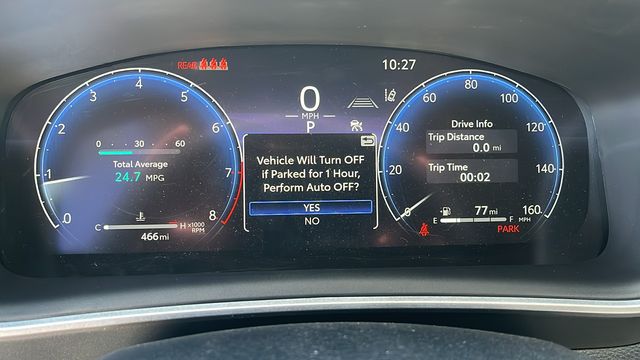 REAR
10:27
0
MPH
P
0 1 2 3 4 5 6 7 8
x1000
RPM
0 30 60
Total Average
24.7 MPG
C H
466 mi
Vehicle Will Turn OFF
if Parked for 1 Hour,
Perform Auto OFF?
YES
NO
0 20 40 60 80 100 120 140 160
MPH
Drive Info
Trip Distance
0.0 mi
Trip Time
00:02
77 mi
E F
PARK